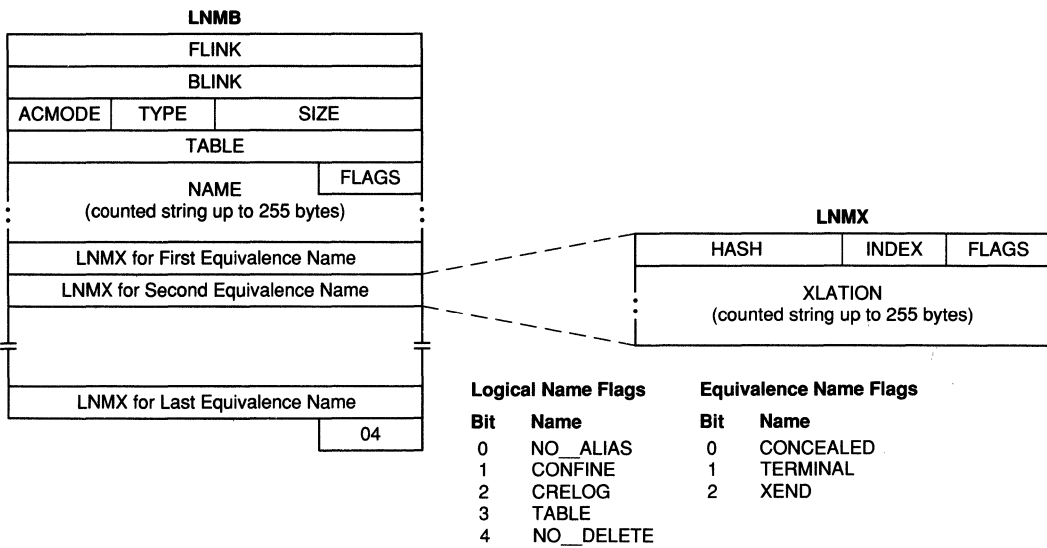 LNMB
FLINK
BLINK
ACMODE TYPE SIZE
TABLE
FLAGS
NAME
(counted string up to 255 bytes)
LNMX for First Equivalence Name
LNMX for Second Equivalence Name
LNMX for Last Equivalence Name
04
LNMX
HASH INDEX FLAGS
XLATION
(counted string up to 255 bytes)
Logical Name Flags
Bit Name
0 NO__ALIAS
1 CONFINE
2 CRELOG
3 TABLE
4 NO__DELETE
Equivalence Name Flags
Bit Name
0 CONCEALED
1 TERMINAL
2 XEND